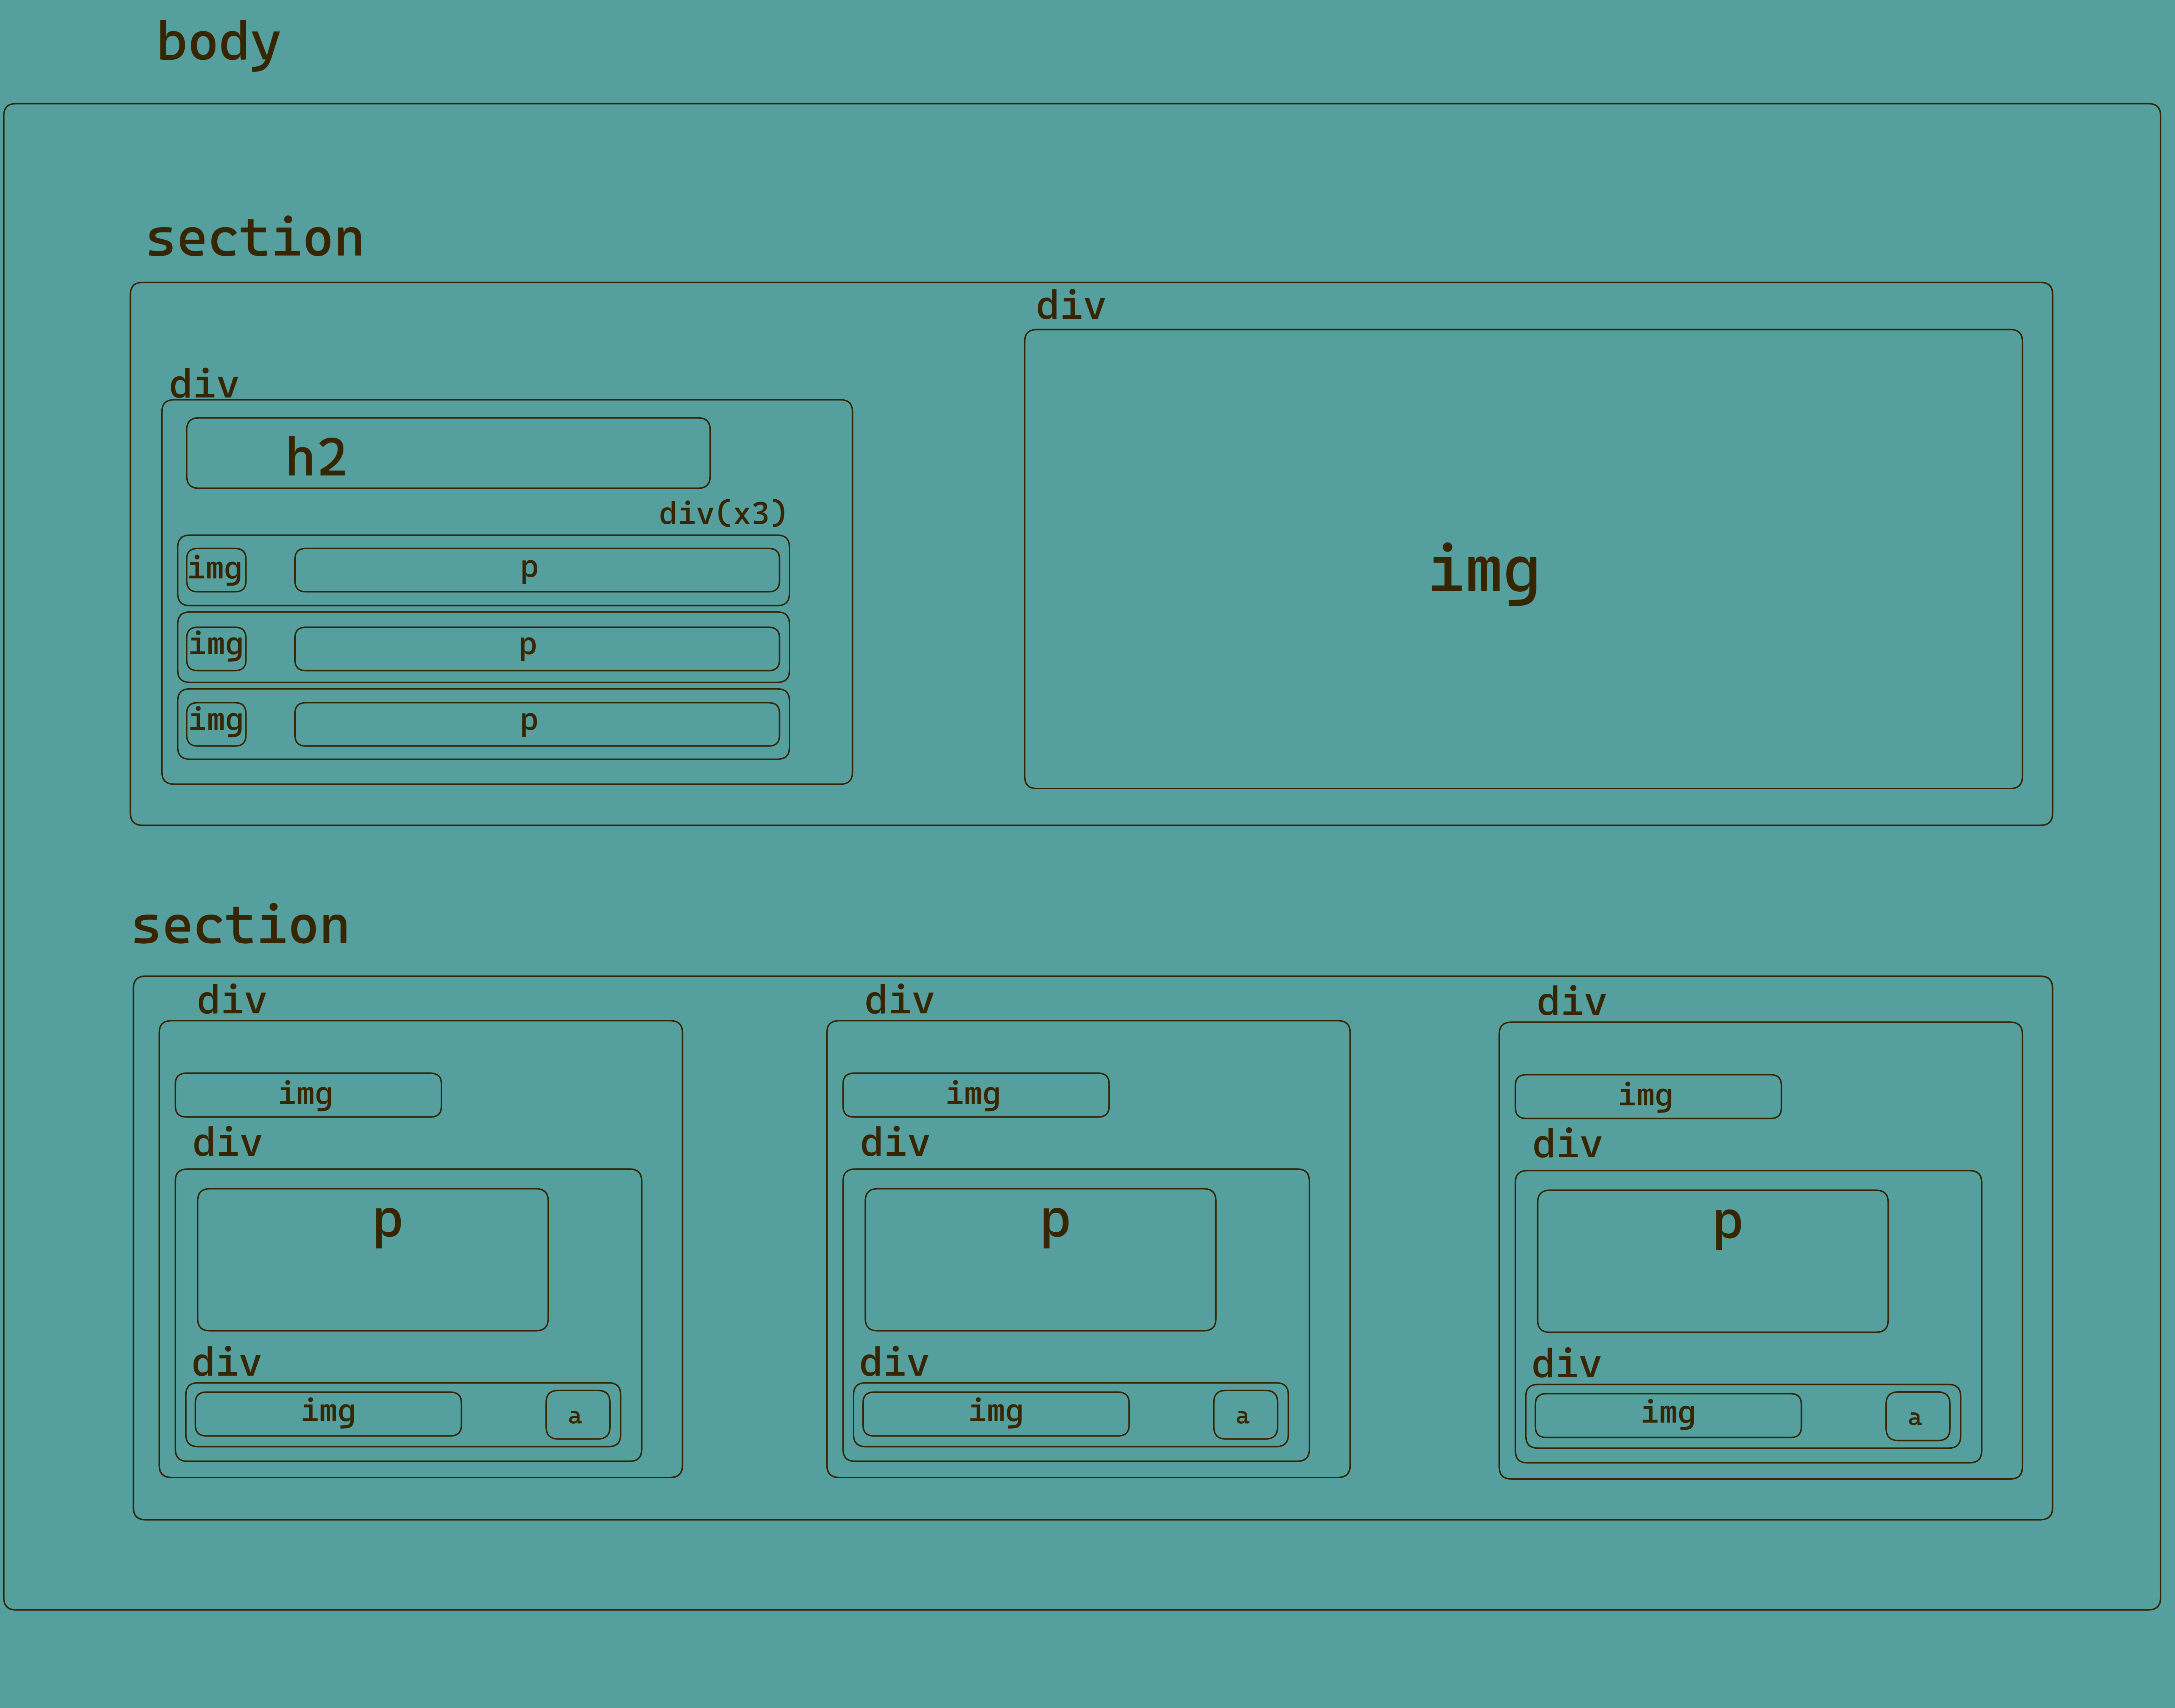 body
section
div
div
h2
div(x3)
img p
img p
img p
img
section
div div div
img img img
div div div
p p p
div div div
img a img a img a